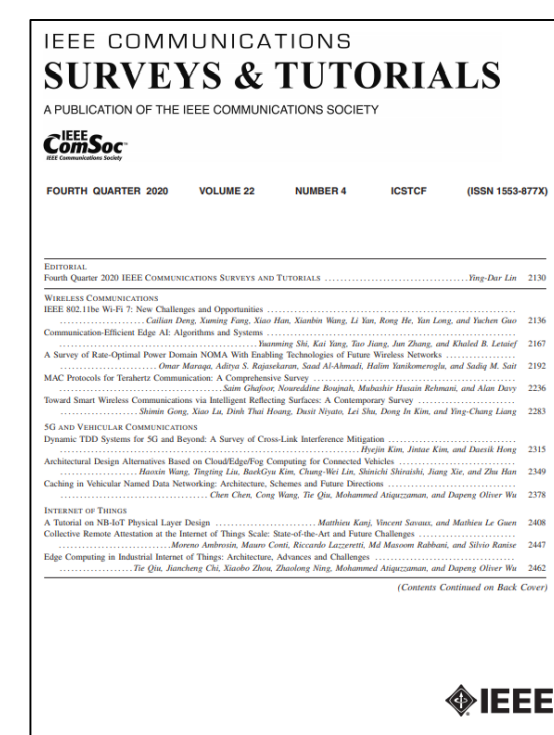 IEEE COMMUNICATIONS
SURVEYS & TUTORIALS
A PUBLICATION OF THE IEEE COMMUNICATIONS SOCIETY
IEEE
ComSoc™
IEEE Communications Society
FOURTH QUARTER 2020 VOLUME 22 NUMBER 4 ICSTCF (ISSN 1553-877X)
EDITORIAL
Fourth Quarter 2020 IEEE COMMUNICATIONS SURVEYS AND TUTORIALS ........................................ Ying-Dar Lin 2130
WIRELESS COMMUNICATIONS
IEEE 802.11be Wi-Fi 7: New Challenges and Opportunities ........................................
.................... Cailian Deng, Xuming Fang, Xiao Han, Xianbin Wang, Li Yan, Rong He, Yan Long, and Yuchen Guo 2136
Communication-Efficient Edge AI: Algorithms and Systems ........................................
........................................ Yuanming Shi, Kai Yang, Tao Jiang, Jun Zhang, and Khaled B. Letaief 2167
A Survey of Rate-Optimal Power Domain NOMA With Enabling Technologies of Future Wireless Networks .................
.................... Omar Maraqa, Aditya S. Rajasekaran, Saad Al-Ahmadi, Halim Yanikomeroglu, and Sadiq M. Sait 2192
MAC Protocols for Terahertz Communication: A Comprehensive Survey ........................................
........................................ Saim Ghafoor, Noureddine Boujnah, Mubashir Husain Rehmani, and Alan Davy 2236
Toward Smart Wireless Communications via Intelligent Reflecting Surfaces: A Contemporary Survey ........................
.................... Shimin Gong, Xiao Lu, Dinh Thai Hoang, Dusit Niyato, Lei Shu, Dong In Kim, and Ying-Chang Liang 2283
5G AND VEHICULAR COMMUNICATIONS
Dynamic TDD Systems for 5G and Beyond: A Survey of Cross-Link Interference Mitigation ................................
........................................ Hyejin Kim, Jintae Kim, and Daesik Hong 2315
Architectural Design Alternatives Based on Cloud/Edge/Fog Computing for Connected Vehicles .............................
.................... Haoxin Wang, Tingting Liu, BaekGyu Kim, Chung-Wei Lin, Shinichi Shiraishi, Jiang Xie, and Zhu Han 2349
Caching in Vehicular Named Data Networking: Architecture, Schemes and Future Directions ................................
........................................ Chen Chen, Cong Wang, Tie Qiu, Mohammed Atiquzzaman, and Dapeng Oliver Wu 2378
INTERNET OF THINGS
A Tutorial on NB-IoT Physical Layer Design ......................... Matthieu Kanj, Vincent Savaux, and Mathieu Le Guen 2408
Collective Remote Attestation at the Internet of Things Scale: State-of-the-Art and Future Challenges ........................
........................... Moreno Ambrosin, Mauro Conti, Riccardo Lazzeretti, Md Masoom Rabbani, and Silvio Ranise 2447
Edge Computing in Industrial Internet of Things: Architecture, Advances and Challenges ...................................
.................... Tie Qiu, Jiancheng Chi, Xiaobo Zhou, Zhaolong Ning, Mohammed Atiquzzaman, and Dapeng Oliver Wu 2462
(Contents Continued on Back Cover)
IEEE